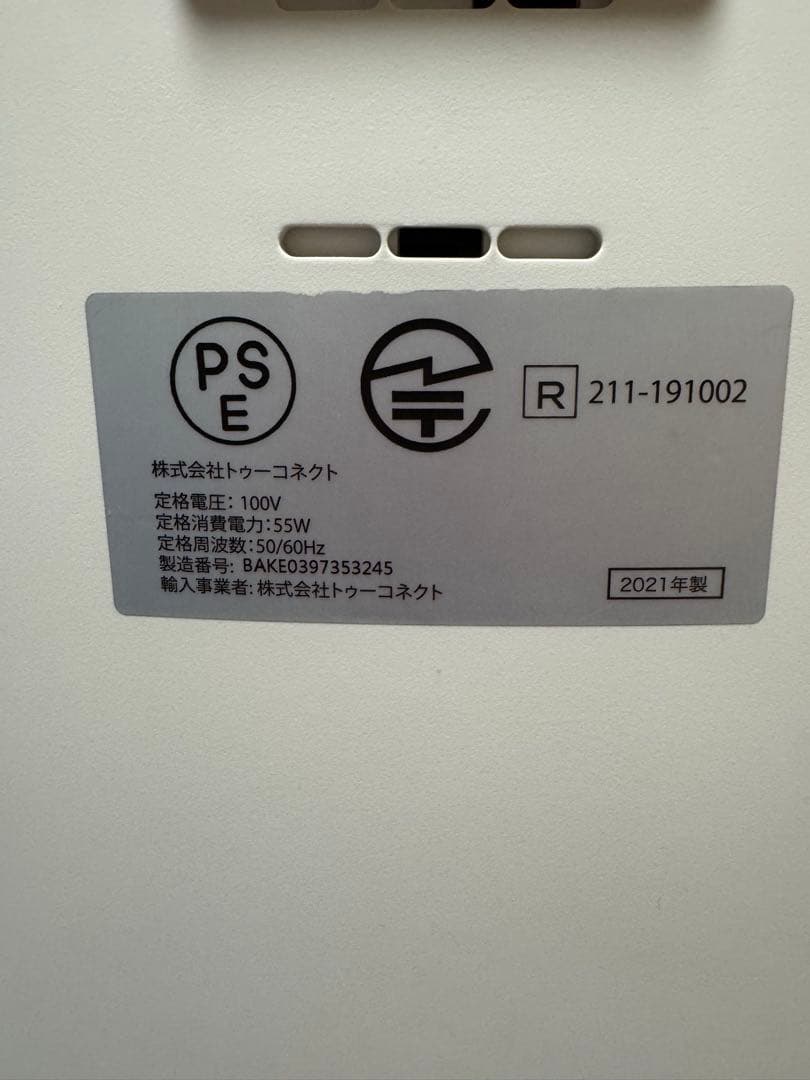 PS
E
R 211-191002
株式会社トゥーコネクト
定格電圧: 100V
定格消費電力:55W
定格周波数:50/60Hz
製造番号: BAKE0397353245
輸入事業者: 株式会社トゥーコネクト
2021年製